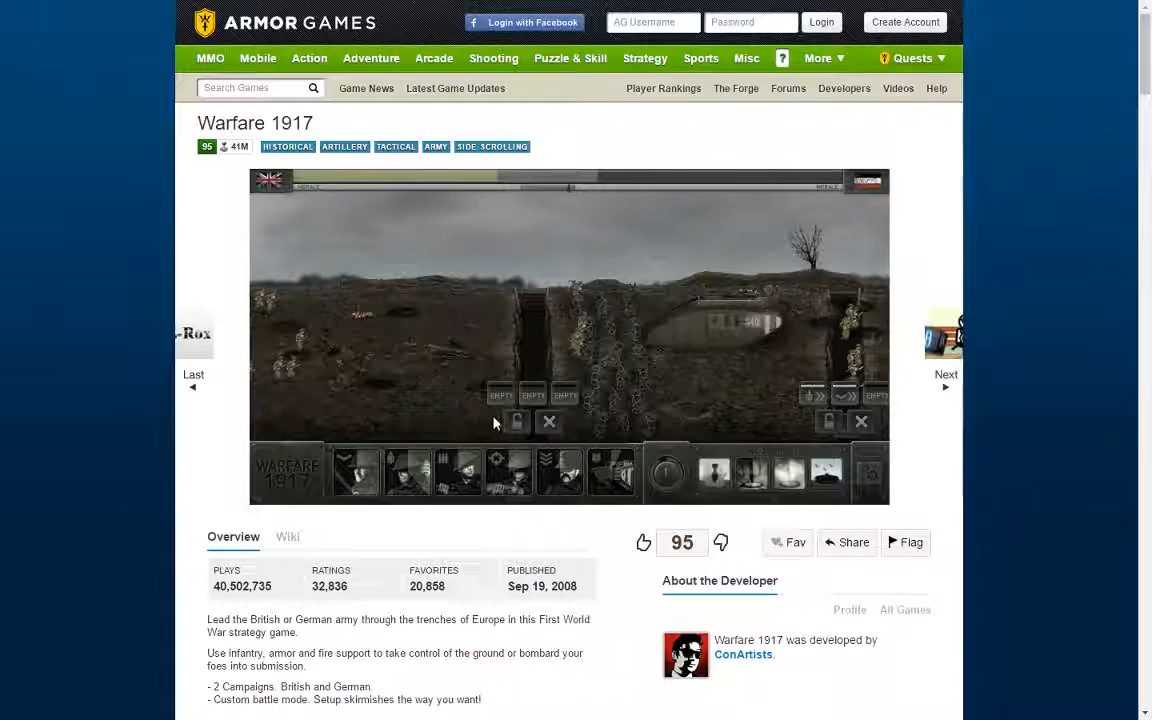 ARMOR GAMES
f Login with Facebook
AG Username
Password
Login
Create Account
MMO Mobile Action Adventure Arcade Shooting Puzzle & Skill Strategy Sports Misc ? More Quests
Search Games
Game News Latest Game Updates
Player Rankings The Forge Forums Developers Videos Help
Warfare 1917
95 41M HISTORICAL ARTILLERY TACTICAL ARMY SIDE SCROLLING
MORALE
MORALE
-Rox
Last
Next
EMPTY EMPTY EMPTY
EMPTY
WARFARE
1917
Overview Wiki
95
Fav
Share
Flag
PLAYS RATINGS FAVORITES PUBLISHED
40,502,735 32,836 20,858 Sep 19, 2008
About the Developer
Profile All Games
Lead the British or German army through the trenches of Europe in this First World
War strategy game.
Use infantry, armor and fire support to take control of the ground or bombard your
foes into submission.
- 2 Campaigns. British and German.
- Custom battle mode. Setup skirmishes the way you want!
Warfare 1917 was developed by
ConArtists.